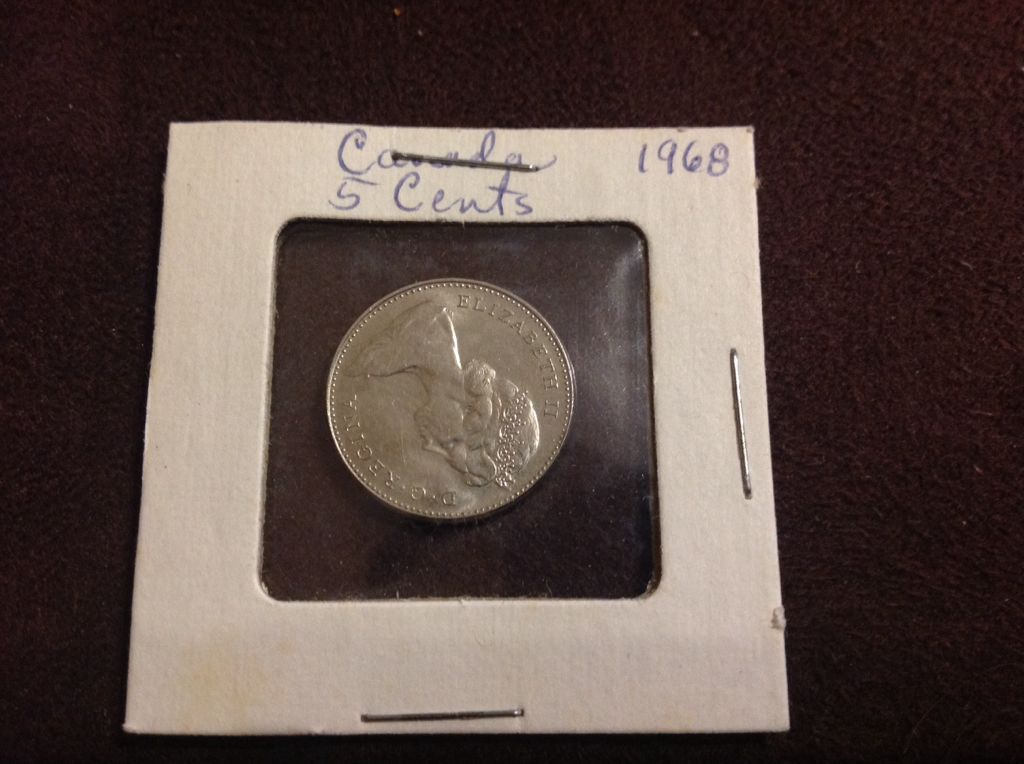 Canada 1968
5 Cents
ELIZABETH II
D·G·REGINA